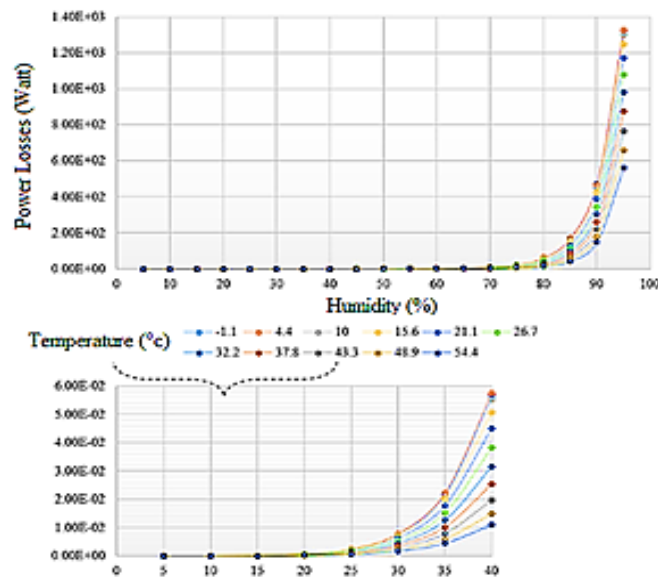 1.40E+03
1.20E+03
1.00E+03
8.00E+02
6.00E+02
4.00E+02
2.00E+02
0.00E+00
Power Losses (Watt)
0 10 20 30 40 50 60 70 80 90 100
Humidity (%)
Temperature (°c)
-1.1 4.4 10 15.6 21.1 26.7
32.2 37.8 43.3 48.9 54.4
6.00E-02
5.00E-02
4.00E-02
3.00E-02
2.00E-02
1.00E-02
0.00E+00
0 5 10 15 20 25 30 35 40